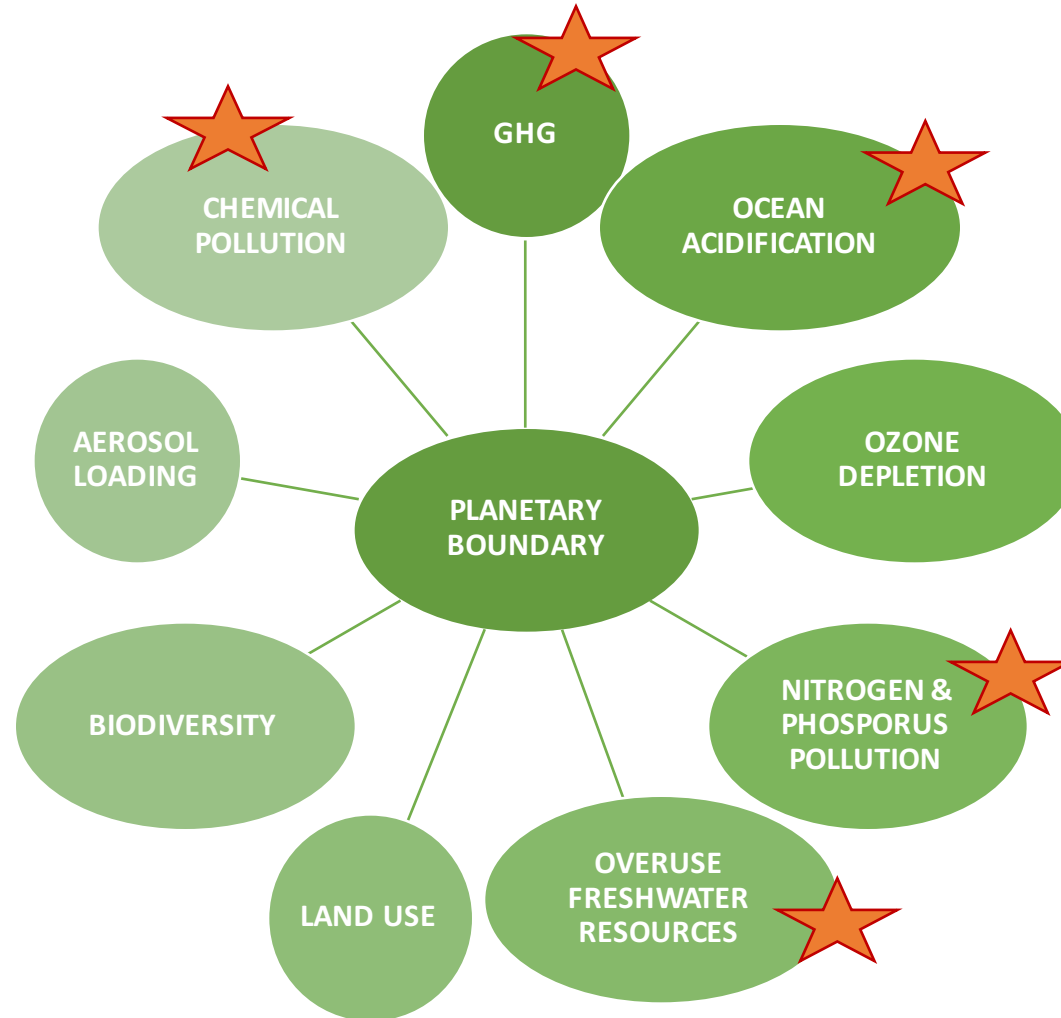 GHG
OCEAN
ACIDIFICATION
OZONE
DEPLETION
NITROGEN &
PHOSPORUS
POLLUTION
OVERUSE
FRESHWATER
RESOURCES
LAND USE
BIODIVERSITY
AEROSOL
LOADING
CHEMICAL
POLLUTION
PLANETARY
BOUNDARY